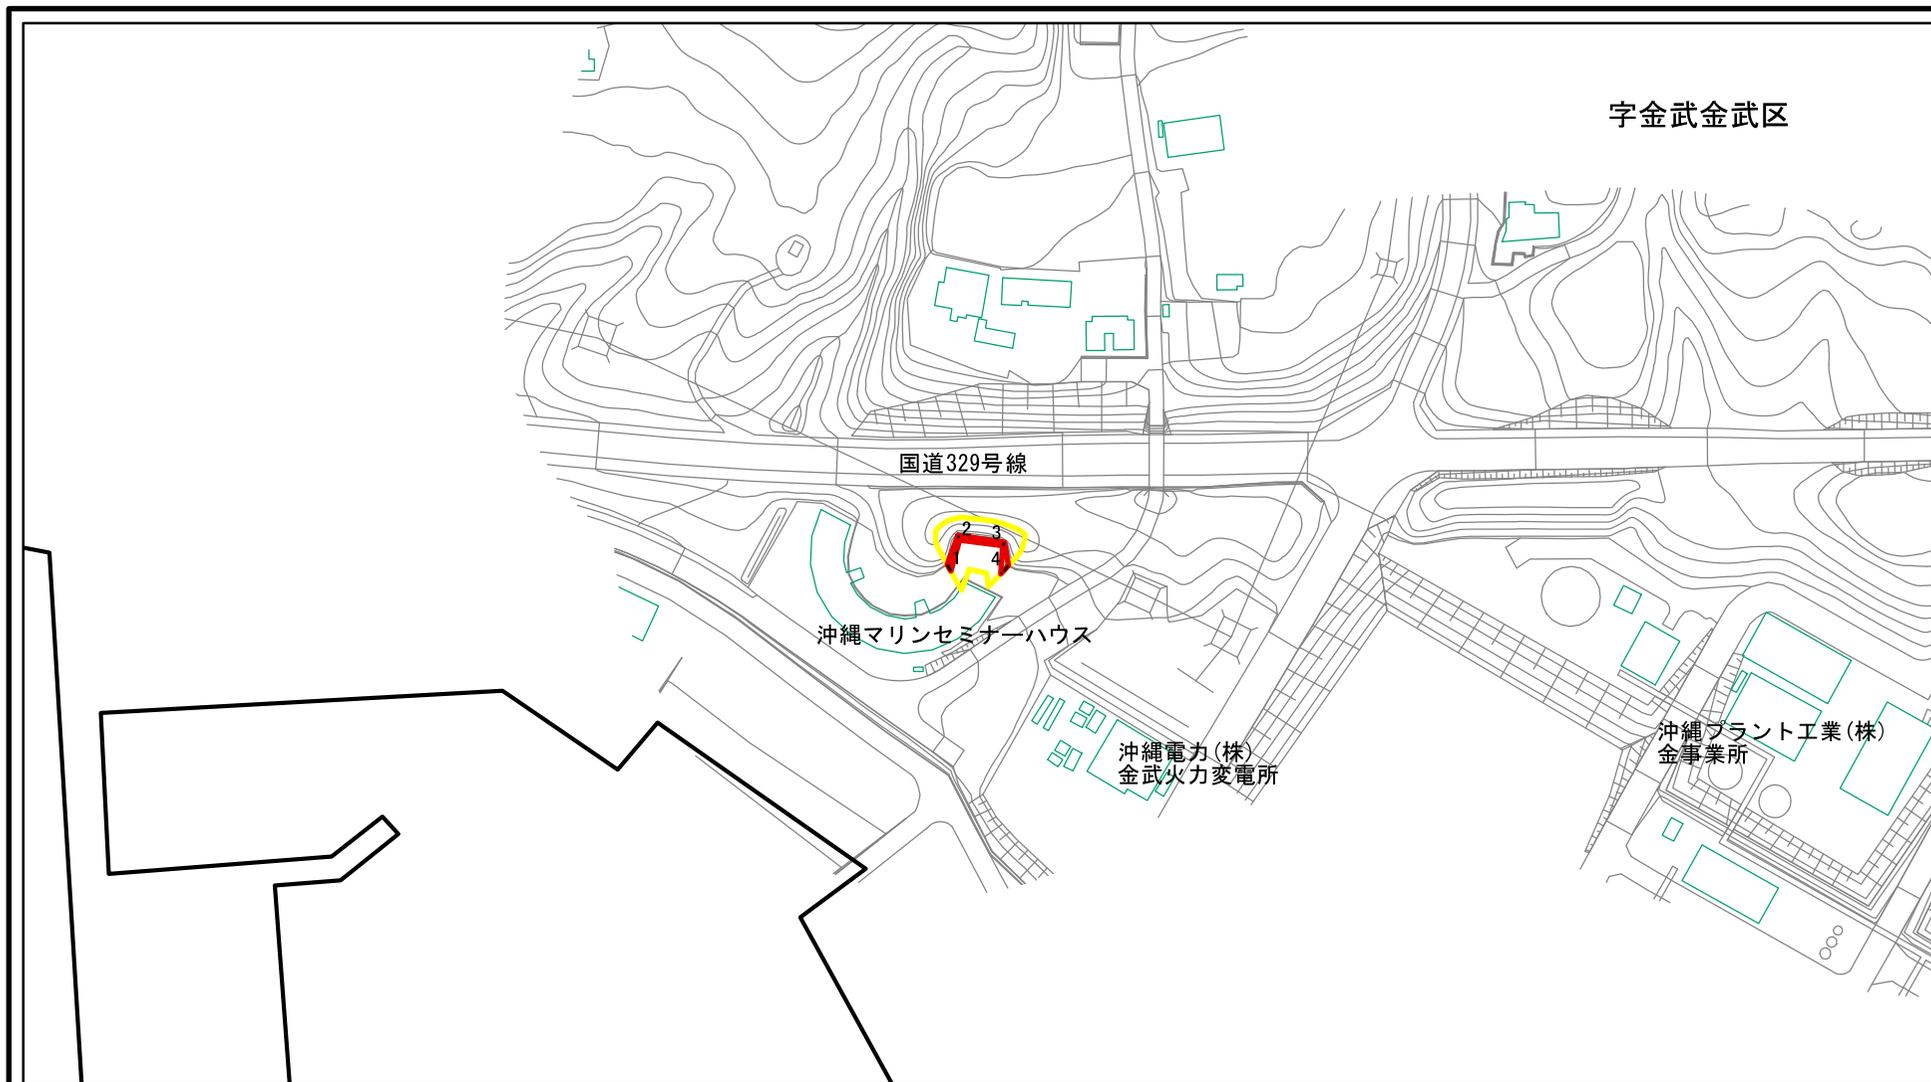 字金武金武区
国道329号線
2 3
1 4
沖縄マリンセミナーハウス
沖縄電力(株)
金武火力変電所
沖縄プラント工業(株)
金事業所